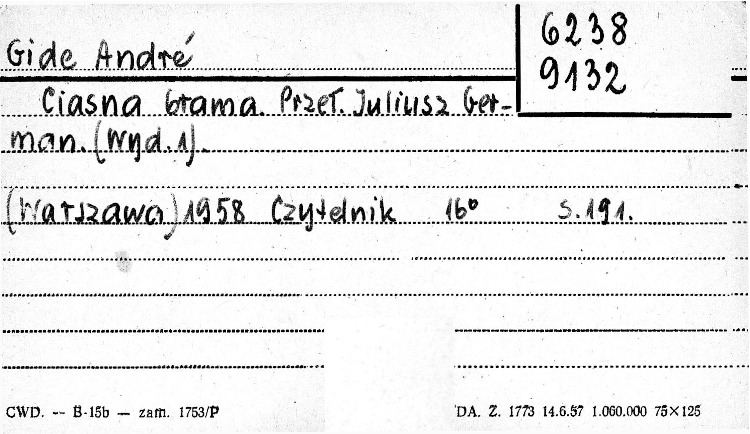 6238
9132
Gide André
Ciasna brama. Przeł. Juliusz Ger-
man. (Wyd. 1).
(Warszawa) 1958 Czytelnik 16° s. 191.
CWD. -- B-15b — zam. 1753/P
DA. Z. 1773 14.6.57 1.060.000 75×125